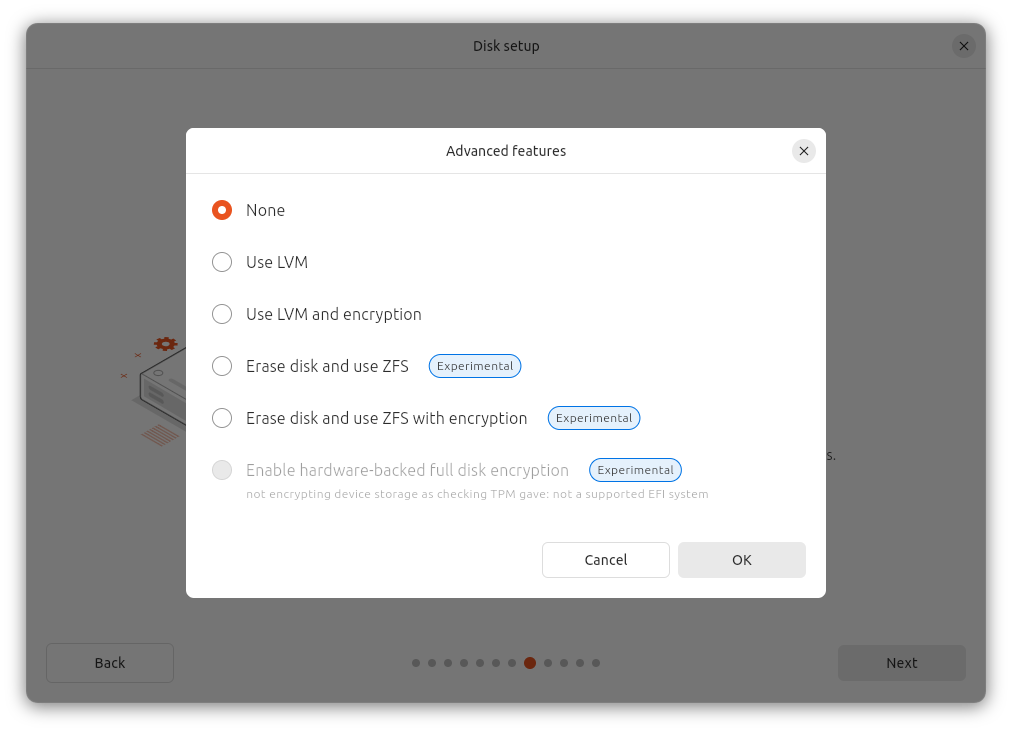 Disk setup
Advanced features
None
Use LVM
Use LVM and encryption
Erase disk and use ZFS Experimental
Erase disk and use ZFS with encryption Experimental
s.
Enable hardware-backed full disk encryption Experimental
not encrypting device storage as checking TPM gave: not a supported EFI system
Cancel OK
Back Next